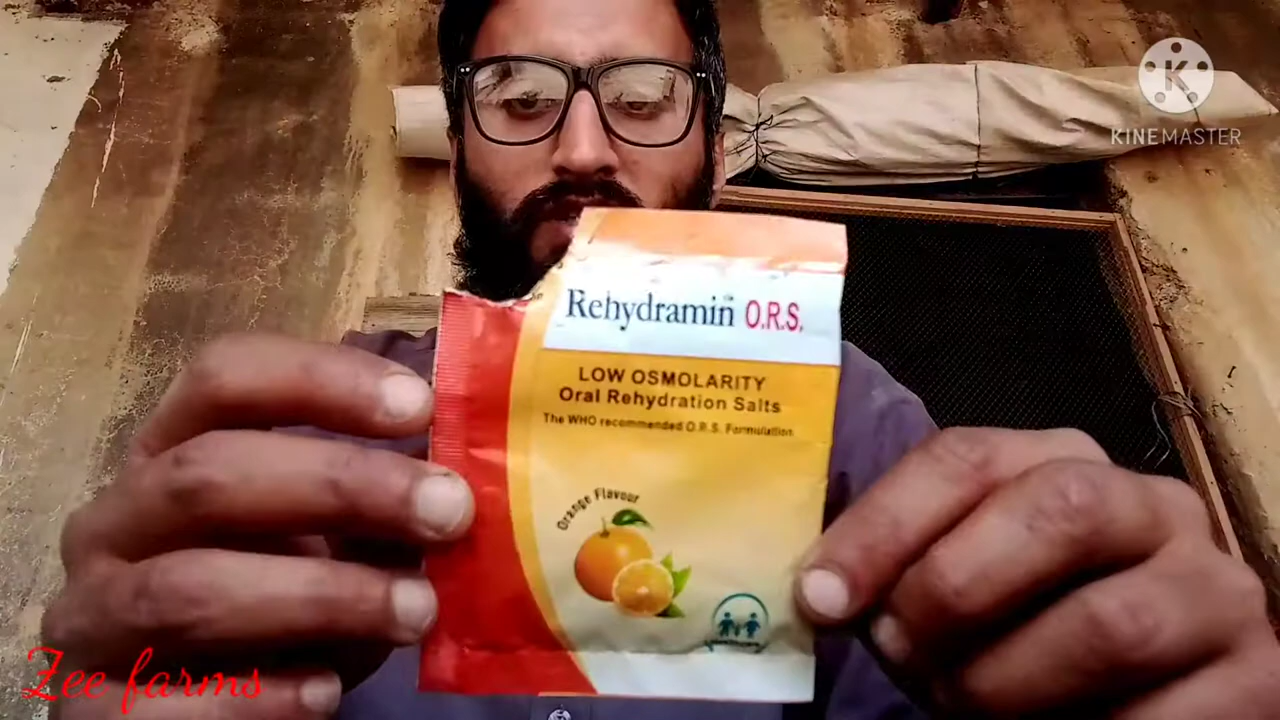 KINEMASTER
Rehydramin O.R.S.
LOW OSMOLARITY
Oral Rehydration Salts
The WHO recommended O.R.S. Formulation
Orange Flavour
Zee farms